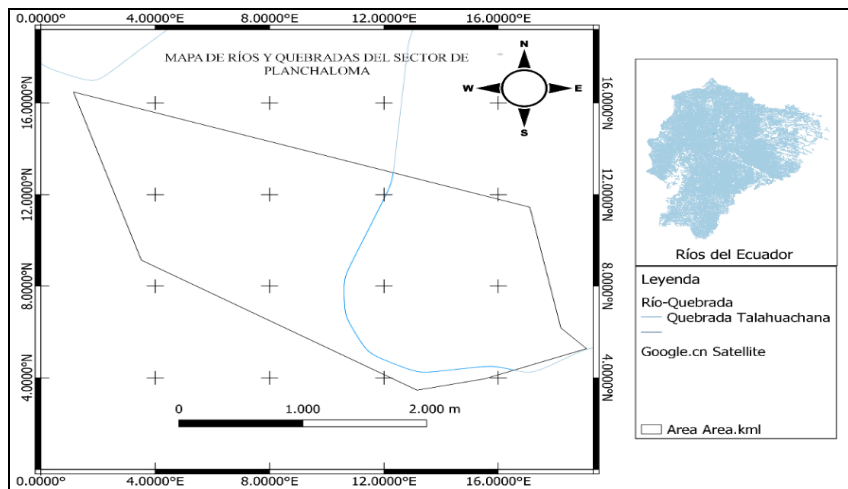 0.0000°E
4.0000°E
8.0000°E
12.0000°E
16.0000°E
MAPA DE RÍOS Y QUEBRADAS DEL SECTOR DE
PLANCHALOMA
N
W
E
S
16.0000°N
16.0000°N
12.0000°N
12.0000°N
8.0000°N
8.0000°N
4.0000°N
4.0000°N
0 1.000 2.000 m
0.0000°
0.0000°E
4.0000°E
8.0000°E
12.0000°E
16.0000°E
Ríos del Ecuador
Leyenda
Río-Quebrada
Quebrada Talahuachana
Google.cn Satellite
Area Area.kml